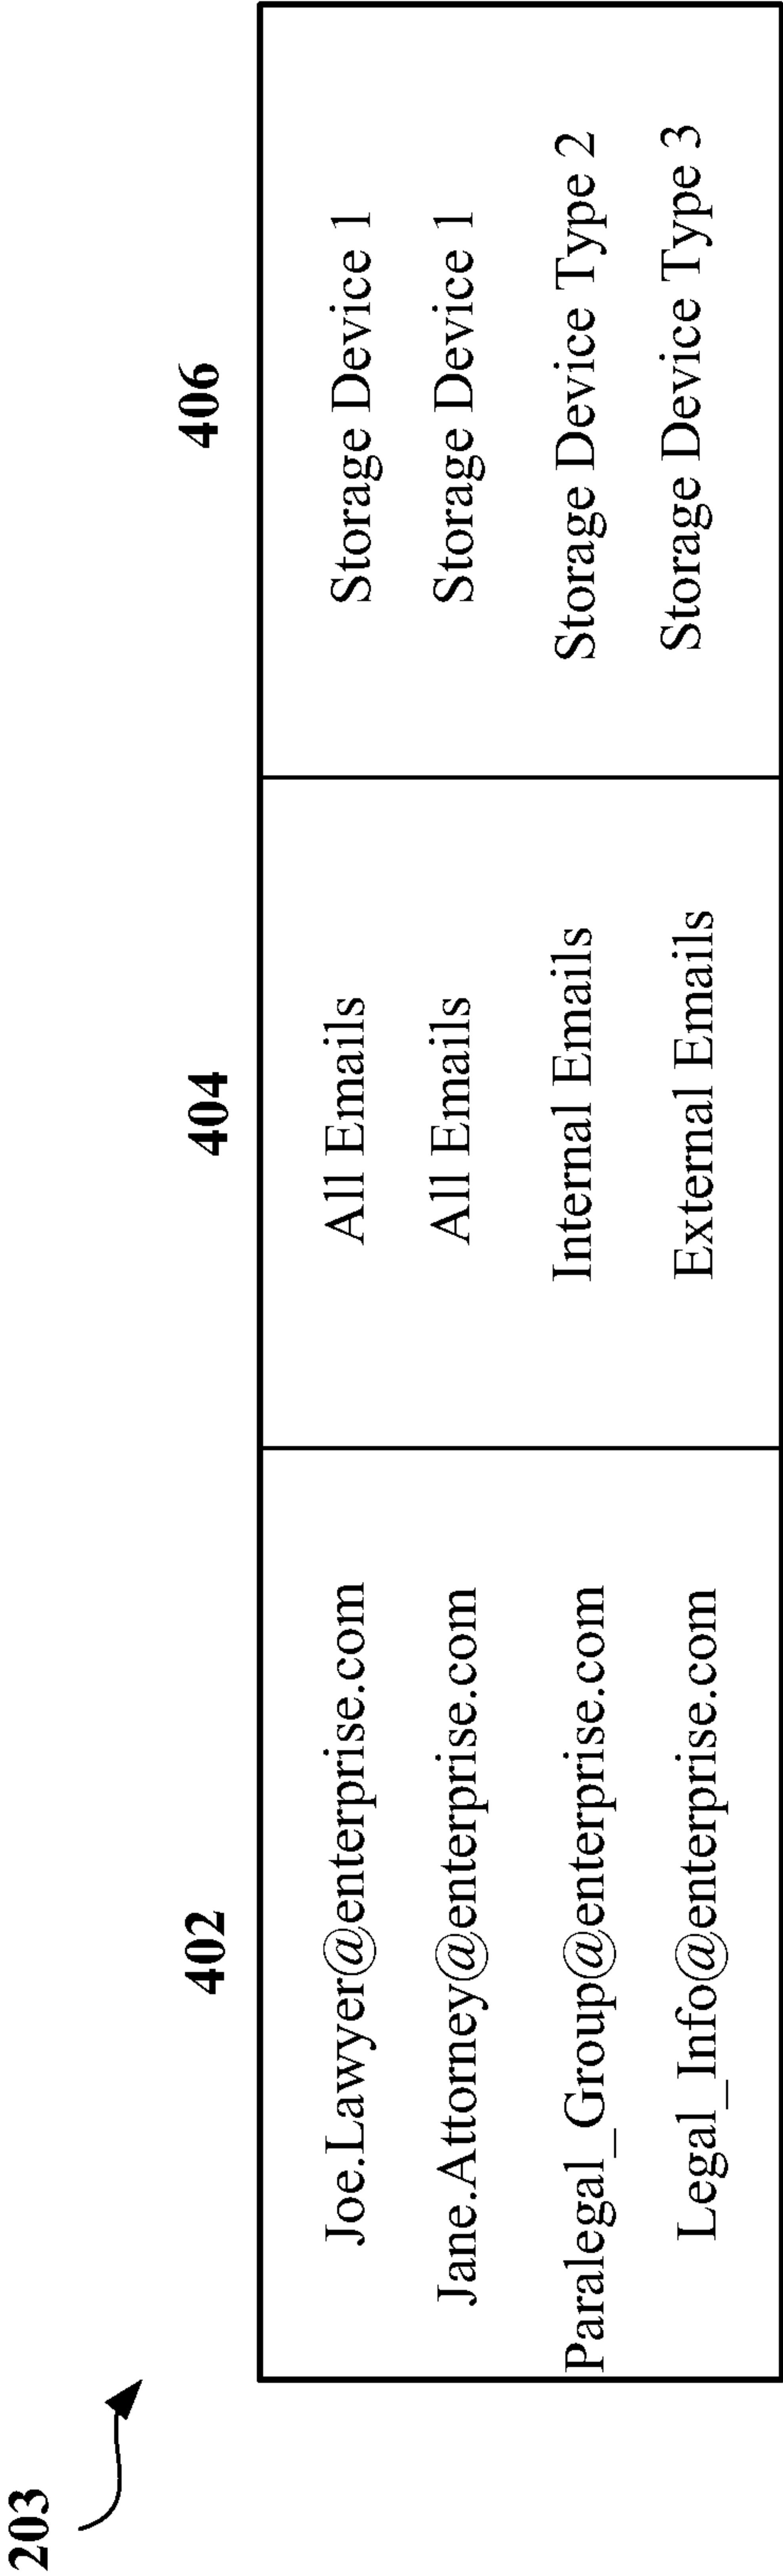 203
402 404 406
Joe.Lawyer@enterprise.com All Emails Storage Device 1
Jane.Attorney@enterprise.com All Emails Storage Device 1
Paralegal_Group@enterprise.com Internal Emails Storage Device Type 2
Legal_Info@enterprise.com External Emails Storage Device Type 3